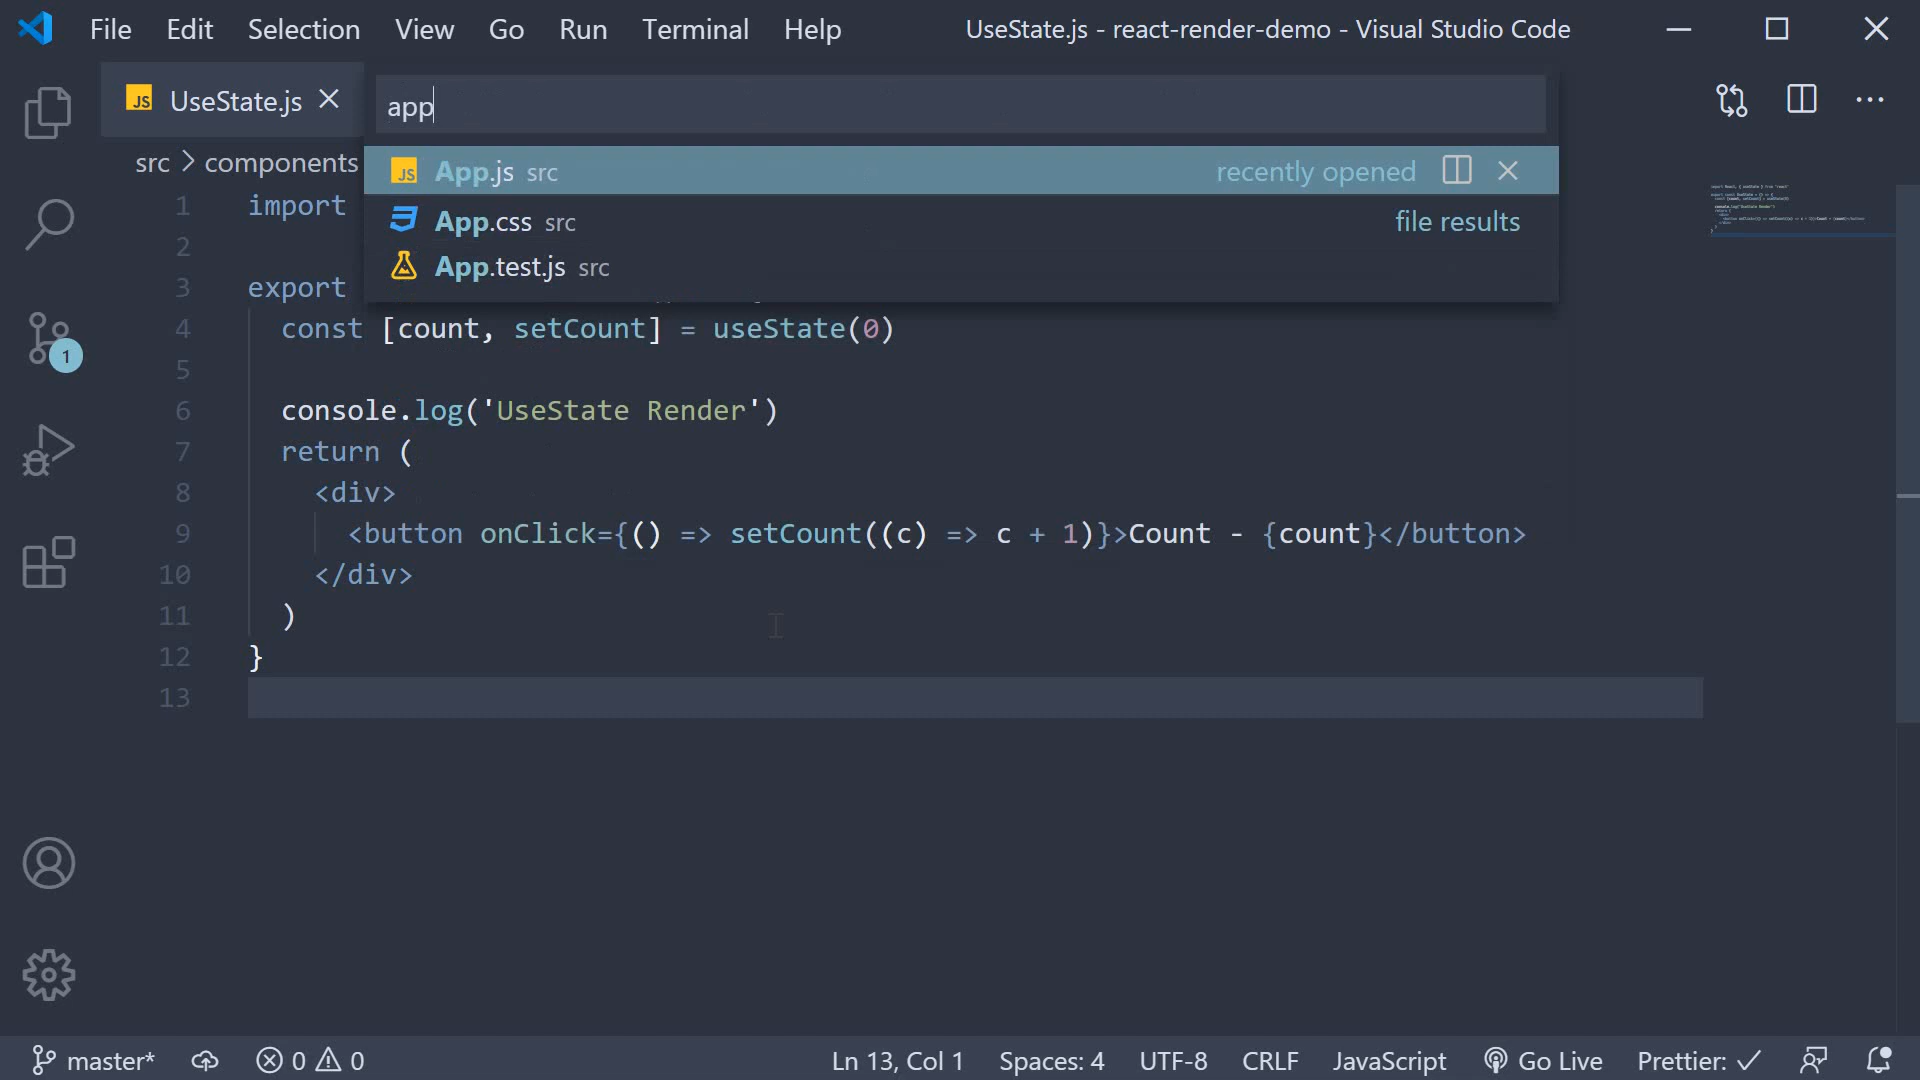 File Edit Selection View Go Run Terminal Help UseState.js - react-render-demo - Visual Studio Code
JS UseState.js
app
src > components
JS App.js src recently opened
App.css src file results
App.test.js src
1 import
2
3 export
4 const [count, setCount] = useState(0)
5
6 console.log('UseState Render')
7 return (
8 <div>
9 <button onClick={() => setCount((c) => c + 1)}>Count - {count}</button>
10 </div>
11 )
12 }
13
1
master* 0 0 Ln 13, Col 1 Spaces: 4 UTF-8 CRLF JavaScript Go Live Prettier: ✓